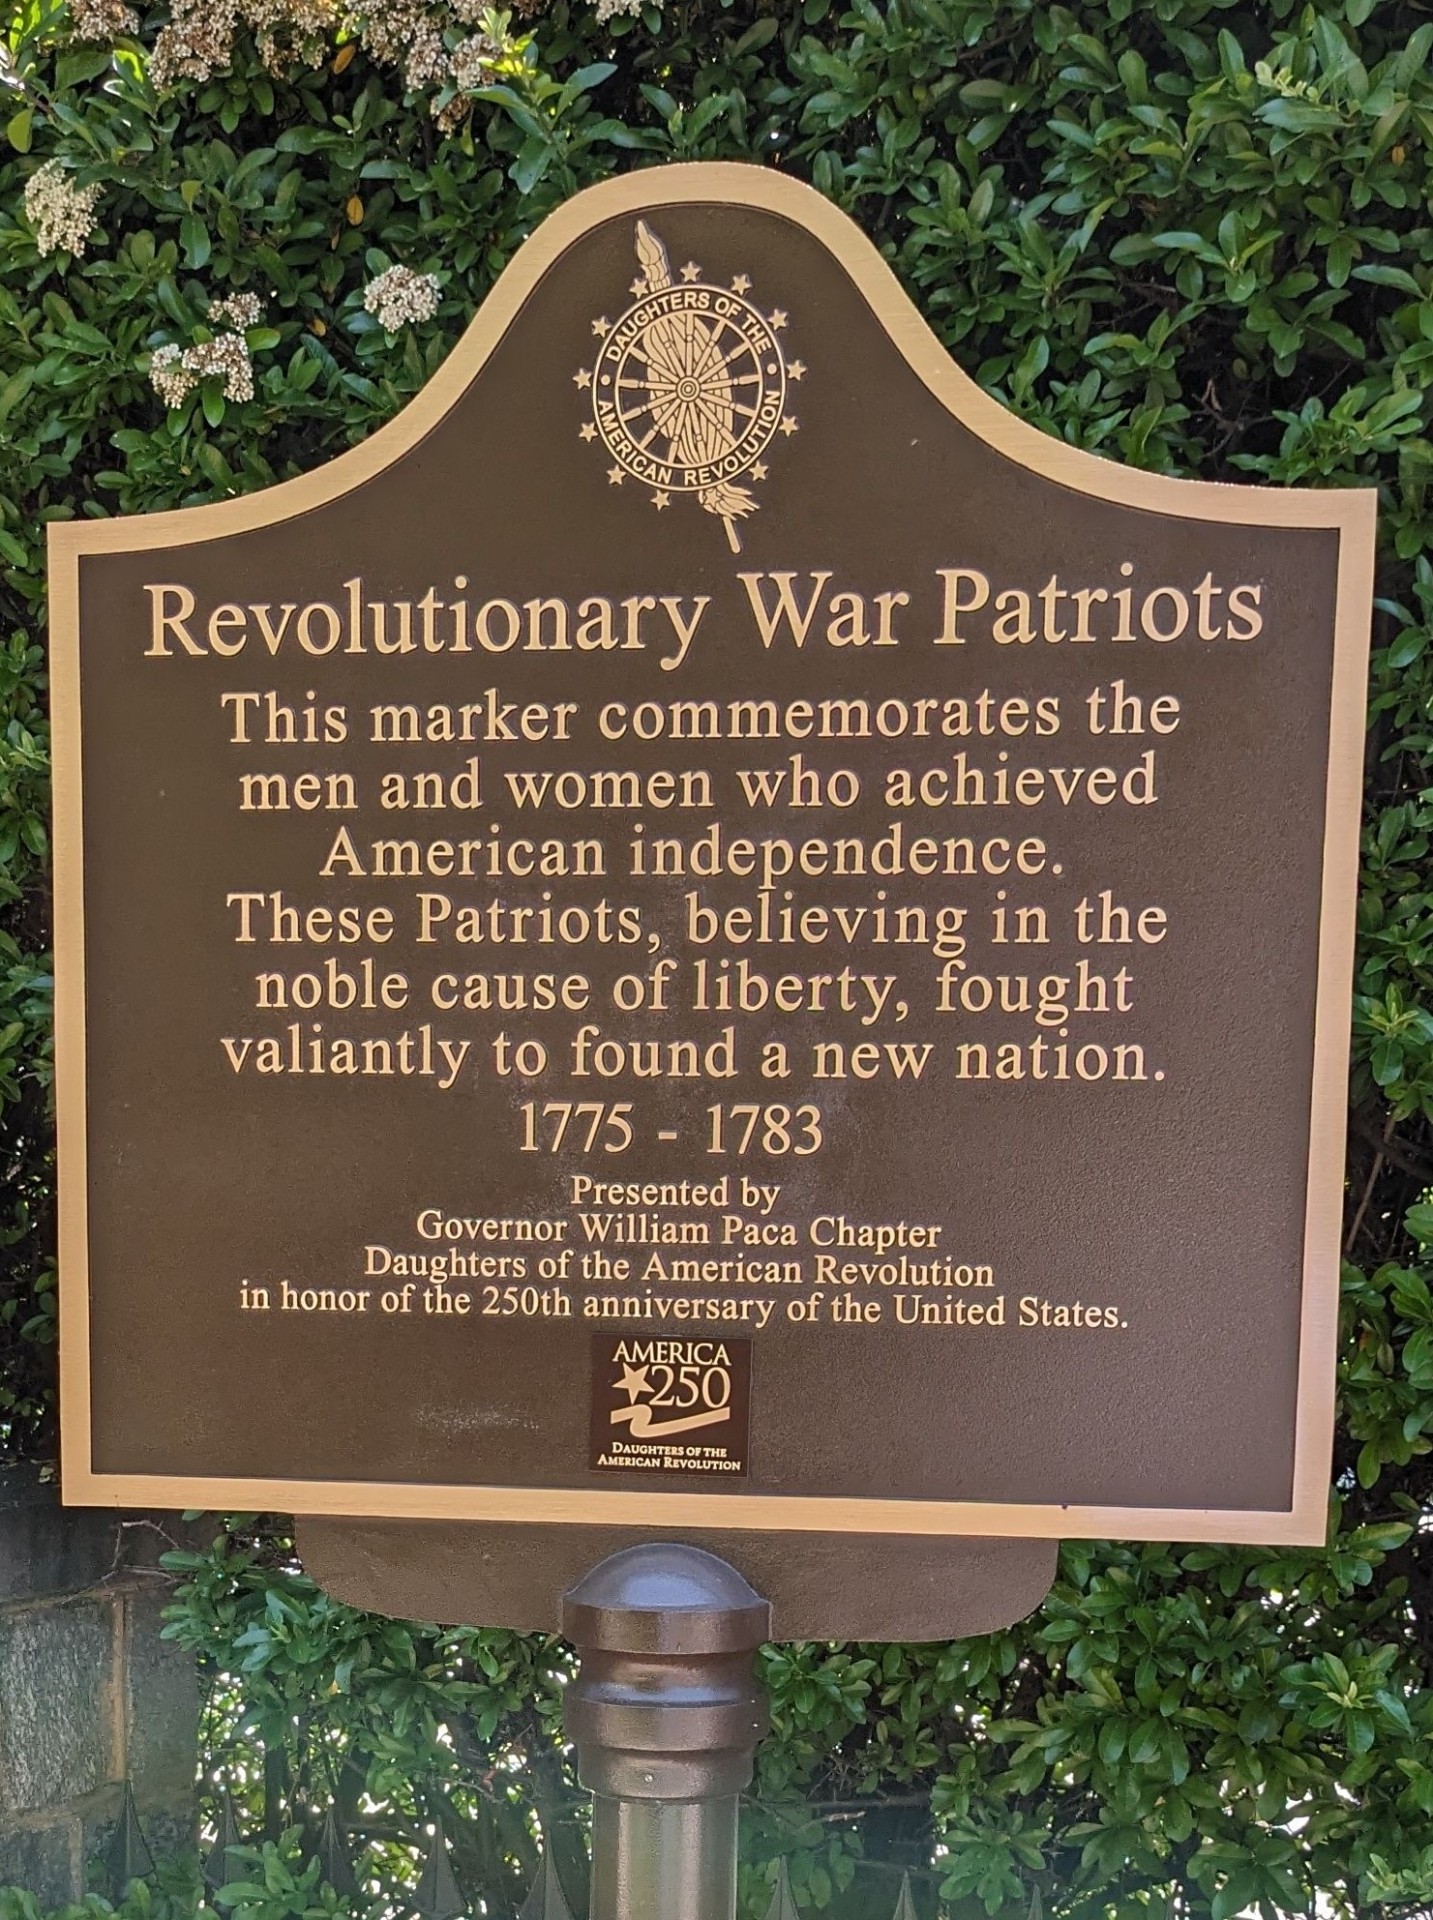 DAUGHTERS OF THE
AMERICAN REVOLUTION
Revolutionary War Patriots
This marker commemorates the
men and women who achieved
American independence.
These Patriots, believing in the
noble cause of liberty, fought
valiantly to found a new nation.
1775 - 1783
Presented by
Governor William Paca Chapter
Daughters of the American Revolution
in honor of the 250th anniversary of the United States.
AMERICA
250
DAUGHTERS OF THE
AMERICAN REVOLUTION